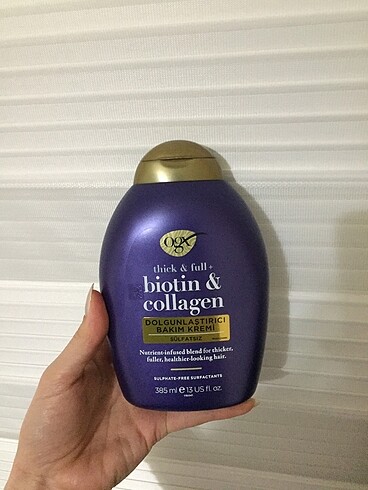 ogx
thick & full+
biotin &
collagen
DOLGUNLAŞTIRICI
BAKIM KREMİ
SÜLFATSIZ
Nutrient-infused blend for thicker,
fuller, healthier-looking hair.
SULPHATE-FREE SURFACTANTS
385 ml e 13 US fl. oz.